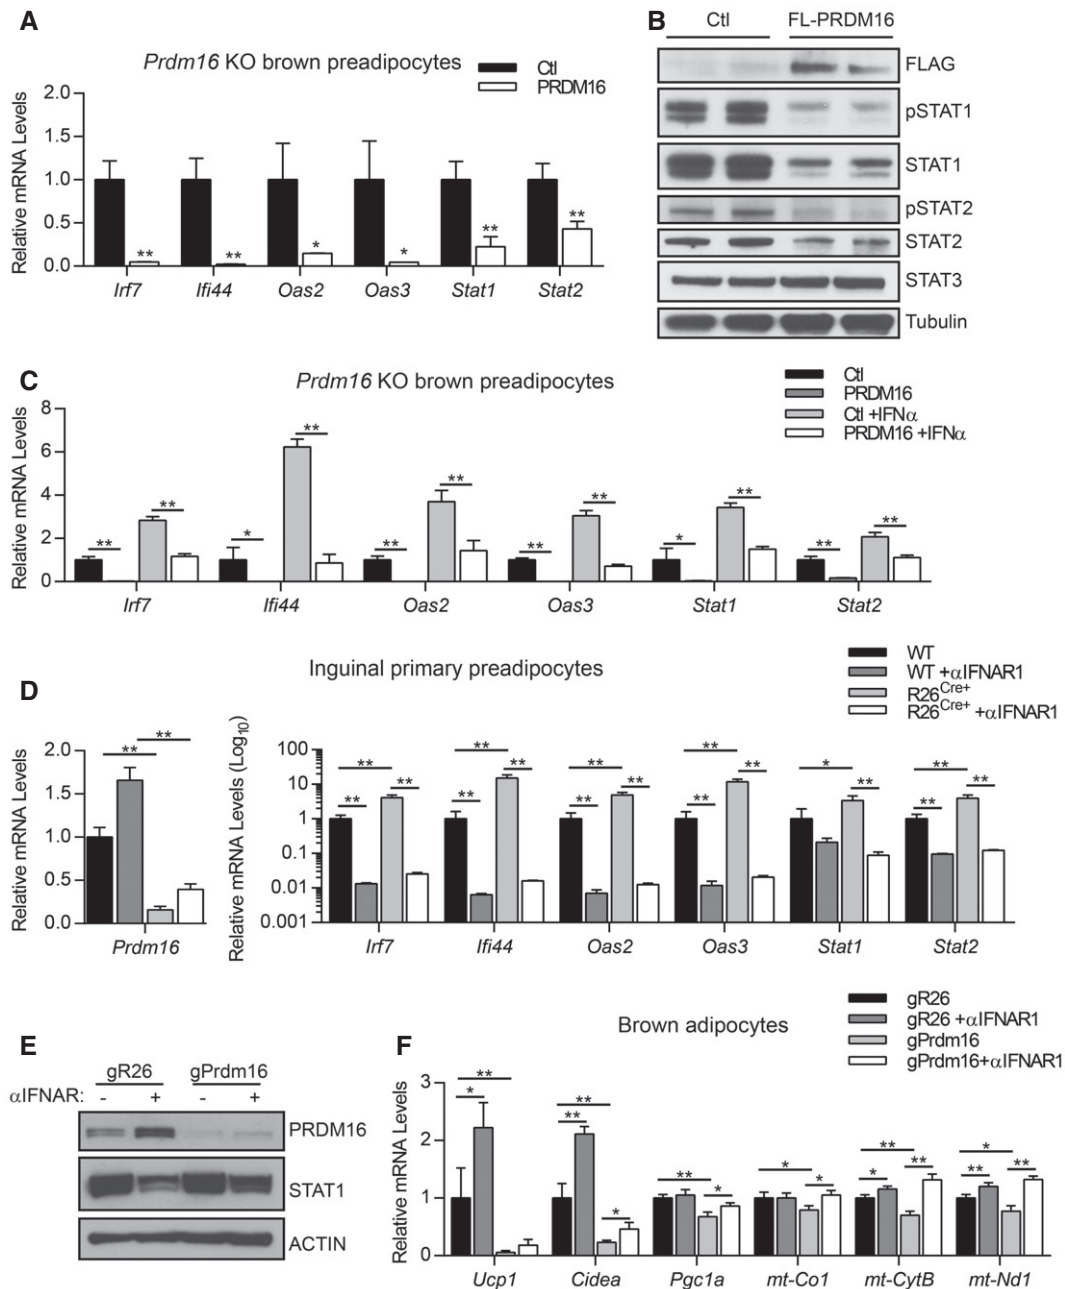 A
Prdm16 KO brown preadipocytes
Ctl
PRDM16
Relative mRNA Levels
2.0
1.5
1.0
0.5
0.0
** ** * * ** **
Irf7 Ifi44 Oas2 Oas3 Stat1 Stat2
B
Ctl FL-PRDM16
FLAG
pSTAT1
STAT1
pSTAT2
STAT2
STAT3
Tubulin
C
Prdm16 KO brown preadipocytes
Ctl
PRDM16
Ctl +IFNα
PRDM16 +IFNα
Relative mRNA Levels
8
6
4
2
0
** ** * ** ** ** ** ** * ** ** **
Irf7 Ifi44 Oas2 Oas3 Stat1 Stat2
D
Inguinal primary preadipocytes
WT
WT +αIFNAR1
R26Cre+
R26Cre+ +αIFNAR1
Relative mRNA Levels
2.0
1.5
1.0
0.5
0.0
** **
Prdm16
Relative mRNA Levels (Log10)
100
10
1
0.1
0.01
0.001
** ** ** ** ** ** ** ** ** ** ** ** * ** ** ** **
Irf7 Ifi44 Oas2 Oas3 Stat1 Stat2
E
gR26 gPrdm16
αIFNAR: - + - +
PRDM16
STAT1
ACTIN
F
Brown adipocytes
gR26
gR26 +αIFNAR1
gPrdm16
gPrdm16+αIFNAR1
Relative mRNA Levels
3
2
1
0
* ** ** ** * ** * * * * ** ** ** * **
Ucp1 Cidea Pgc1a mt-Co1 mt-CytB mt-Nd1